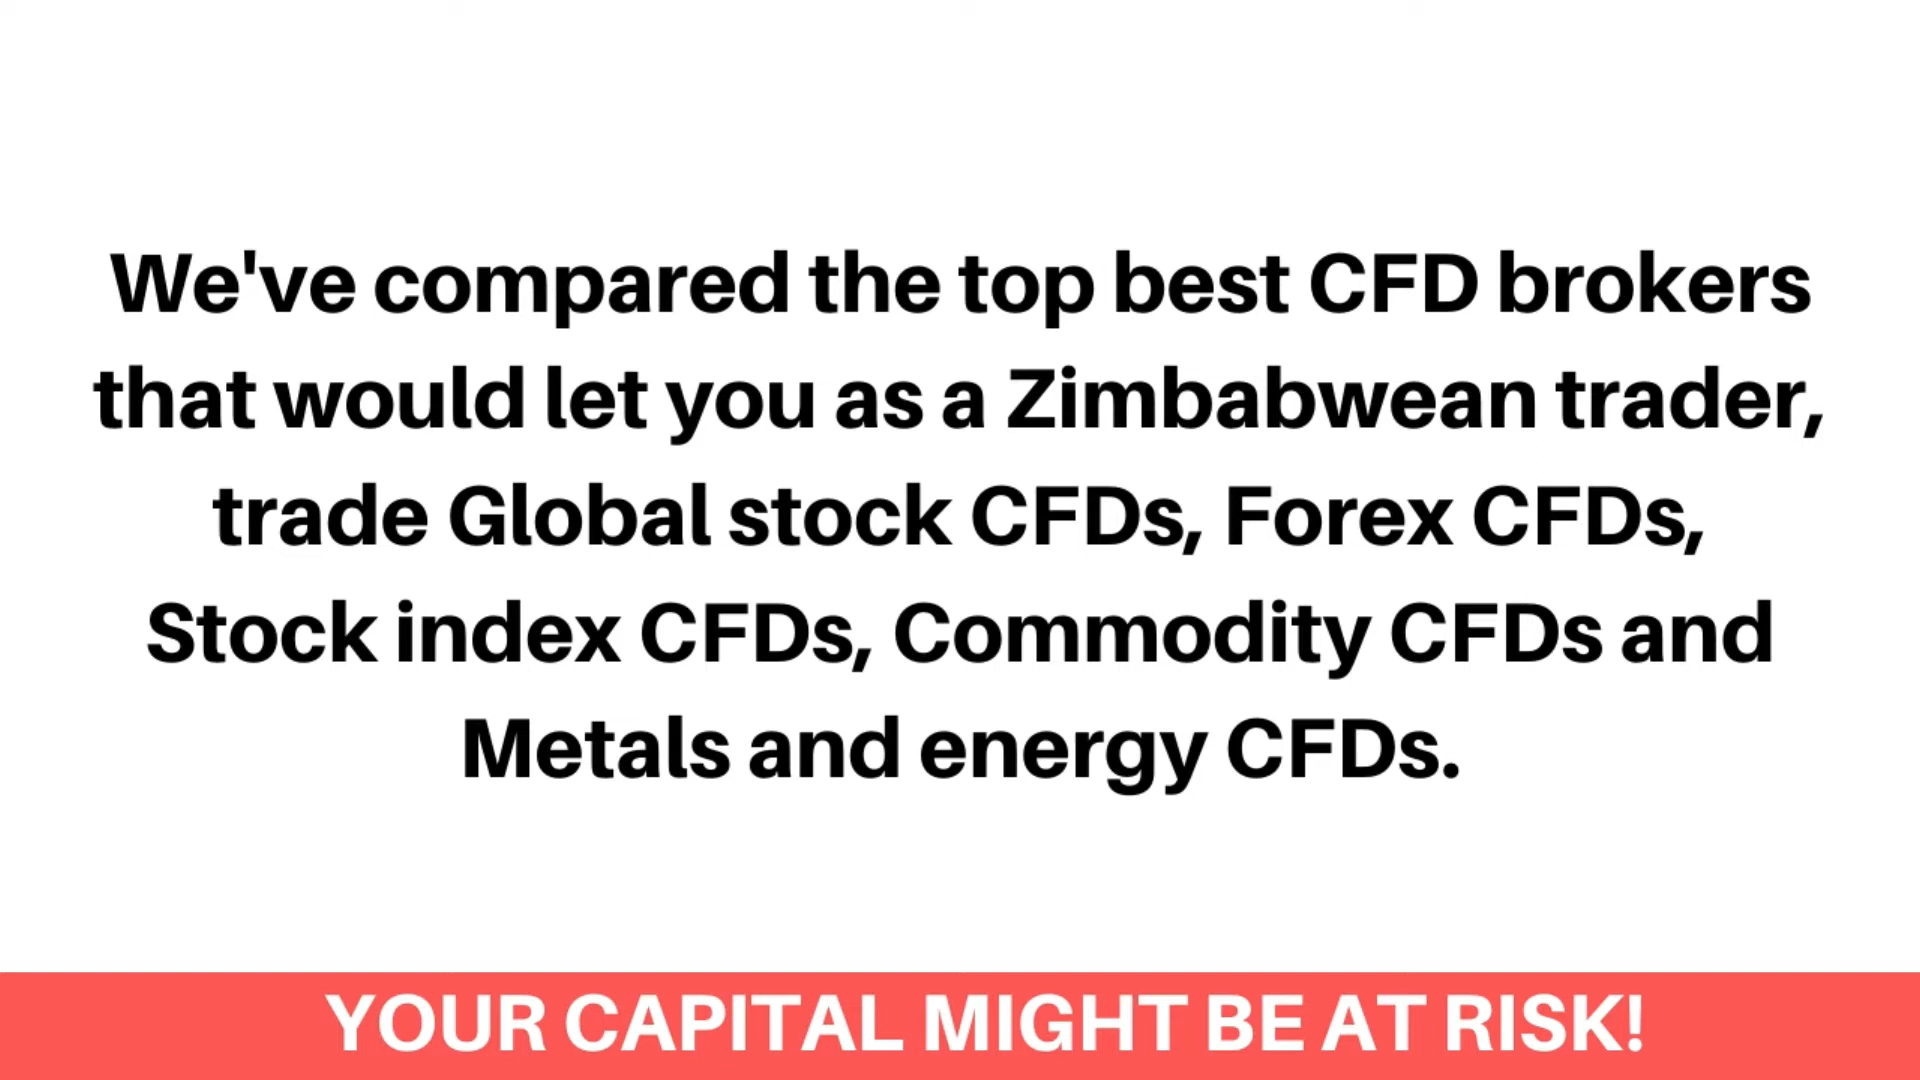 We've compared the top best CFD brokers
that would let you as a Zimbabwean trader,
trade Global stock CFDs, Forex CFDs,
Stock index CFDs, Commodity CFDs and
Metals and energy CFDs.
YOUR CAPITAL MIGHT BE AT RISK!